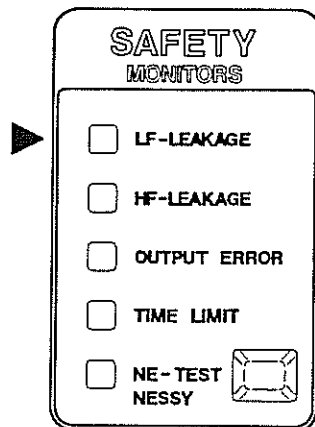 SAFETY
MONITORS
LF-LEAKAGE
HF-LEAKAGE
OUTPUT ERROR
TIME LIMIT
NE-TEST
NESSY